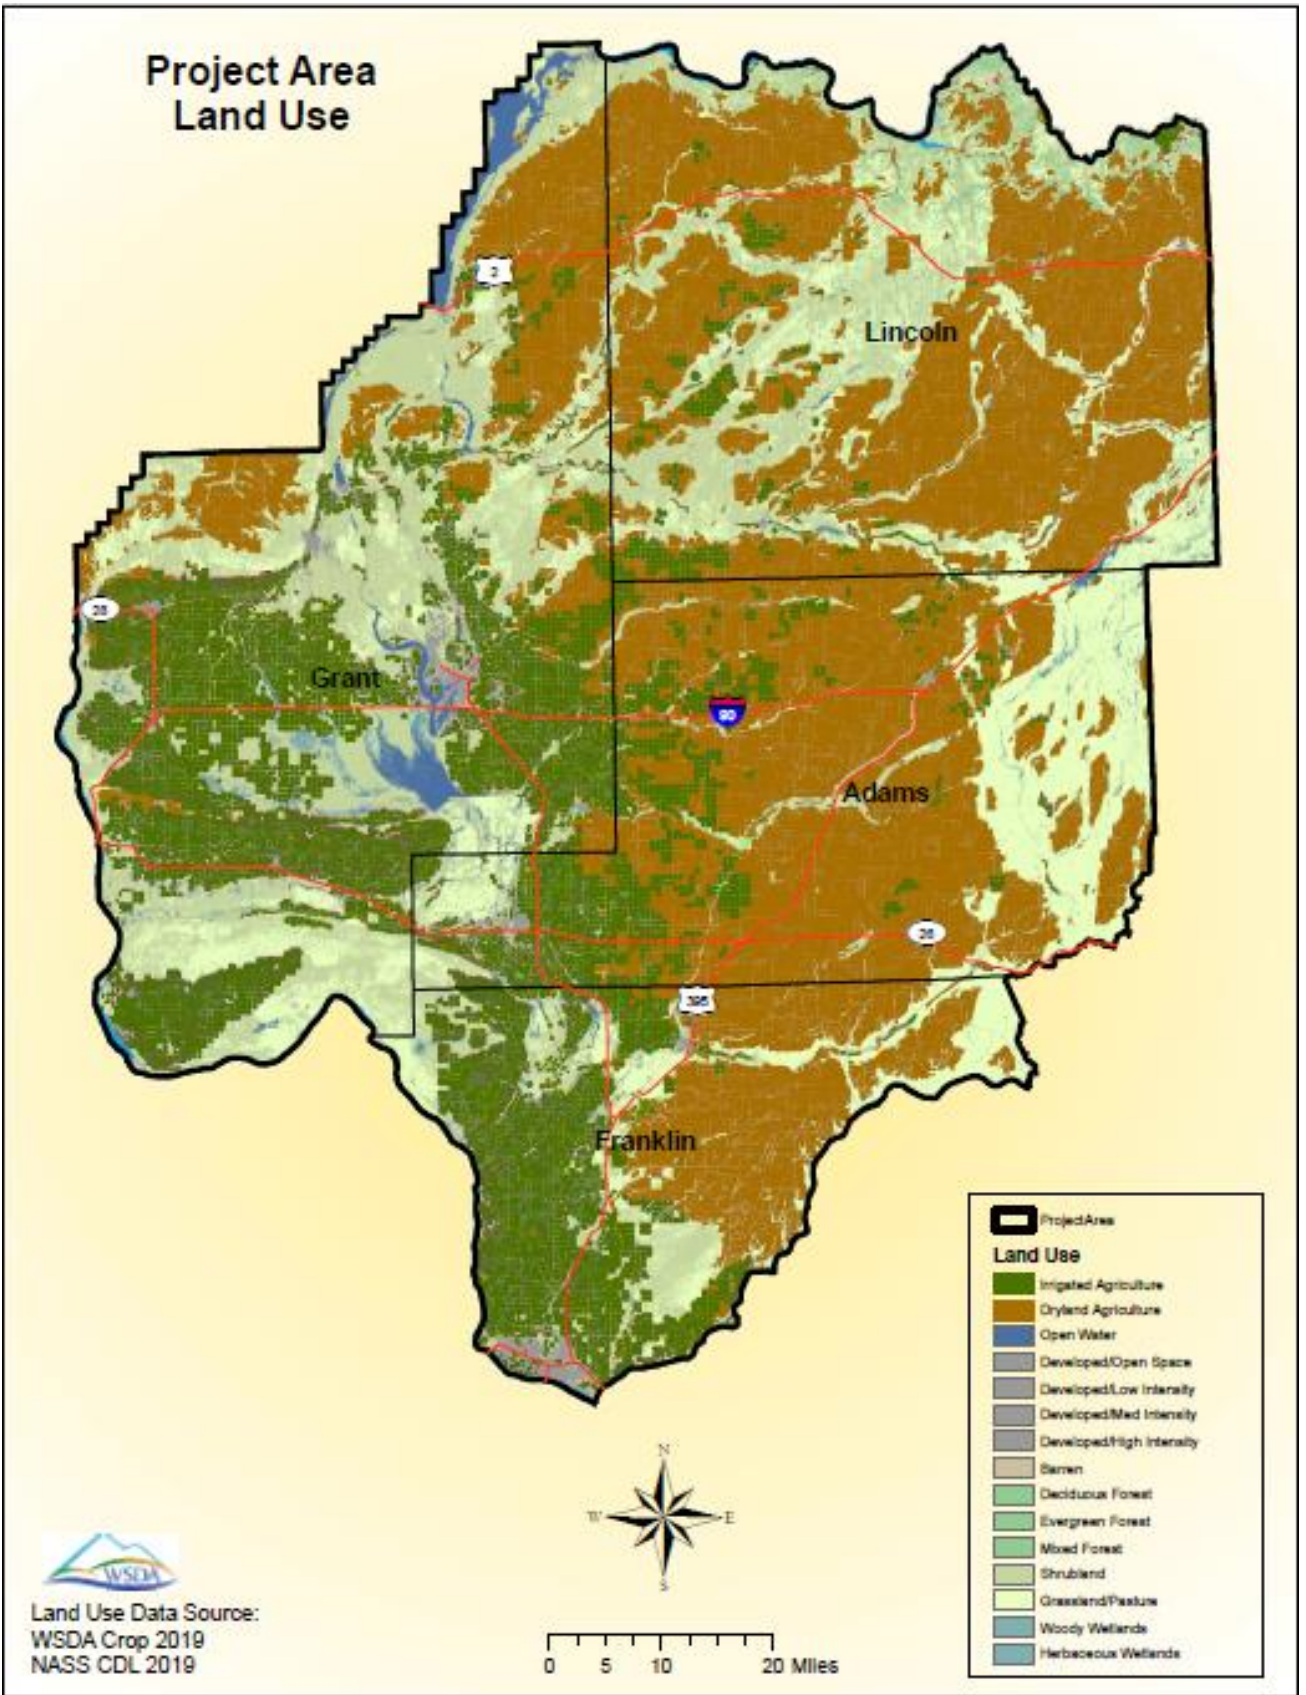 Project Area
Land Use
2
Lincoln
28
Grant
90
Adams
26
395
Franklin
ProjectArea
Land Use
Irrigated Agriculture
Dryland Agriculture
Open Water
Developed/Open Space
Developed/Low Intensity
Developed/Med Intensity
Developed/High Intensity
Barren
Deciduous Forest
Evergreen Forest
Mixed Forest
Shrubland
Grassland/Pasture
Woody Wetlands
Herbaceous Wetlands
N
W
E
S
WSDA
Land Use Data Source:
WSDA Crop 2019
NASS CDL 2019
0 5 10 20 Miles